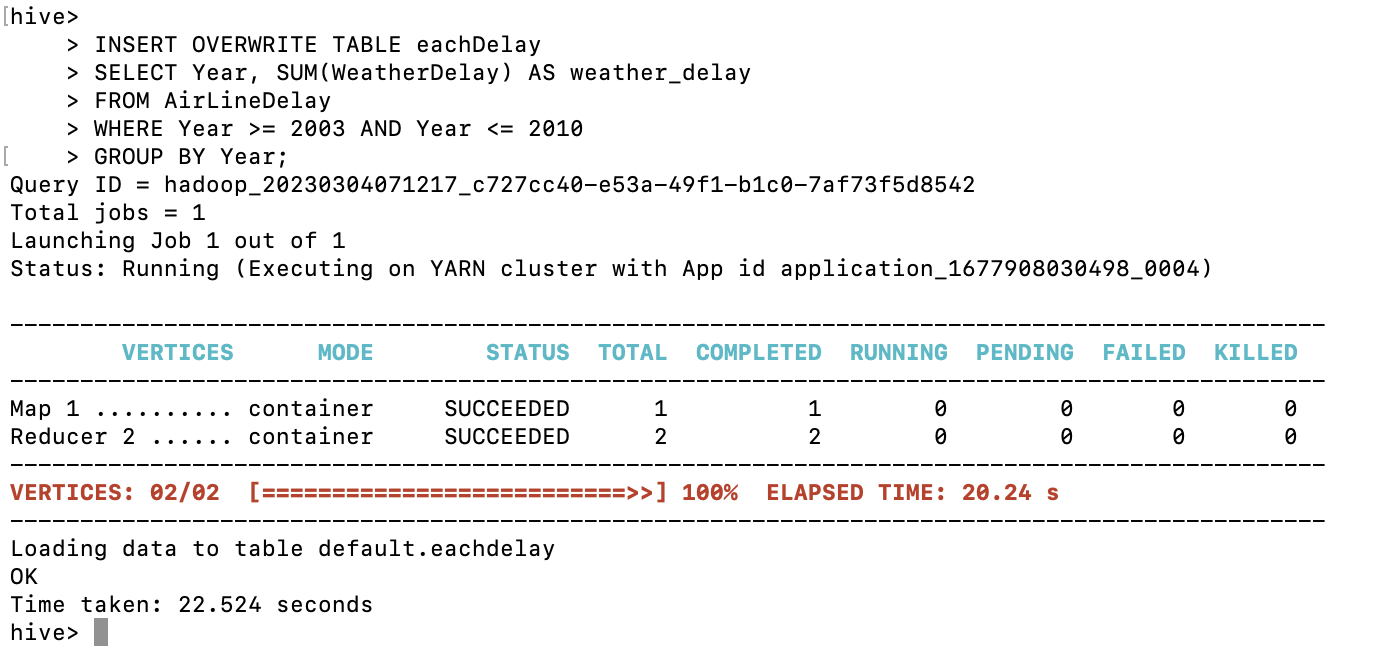 hive>
    > INSERT OVERWRITE TABLE eachDelay
    > SELECT Year, SUM(WeatherDelay) AS weather_delay
    > FROM AirLineDelay
    > WHERE Year >= 2003 AND Year <= 2010
    > GROUP BY Year;
Query ID = hadoop_20230304071217_c727cc40-e53a-49f1-b1c0-7af73f5d8542
Total jobs = 1
Launching Job 1 out of 1
Status: Running (Executing on YARN cluster with App id application_1677908030498_0004)

----------------------------------------------------------------------------------------------
        VERTICES      MODE        STATUS  TOTAL  COMPLETED  RUNNING  PENDING  FAILED  KILLED
----------------------------------------------------------------------------------------------
Map 1 .......... container     SUCCEEDED      1          1        0        0       0       0
Reducer 2 ...... container     SUCCEEDED      2          2        0        0       0       0
----------------------------------------------------------------------------------------------
VERTICES: 02/02  [==========================>>] 100%  ELAPSED TIME: 20.24 s
----------------------------------------------------------------------------------------------
Loading data to table default.eachdelay
OK
Time taken: 22.524 seconds
hive>